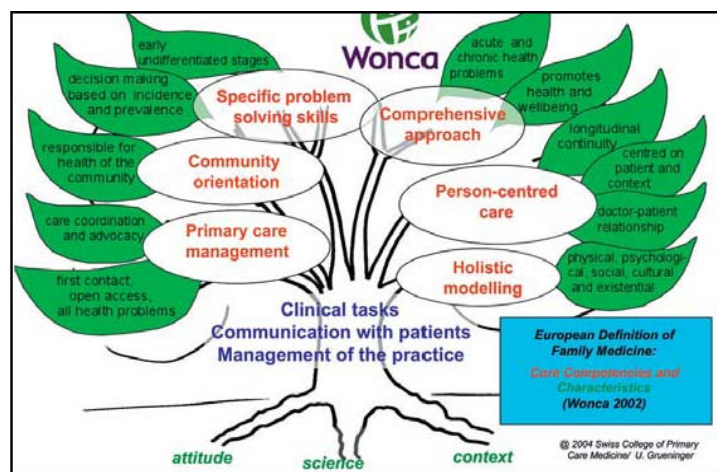 Wonca
early
undifferentiated stages
decision making
based on incidence
and prevalence
responsible for
health of the
community
care coordination
and advocacy
first contact,
open access,
all health problems
Specific problem
solving skills
Community
orientation
Primary care
management
acute and
chronic health
problems
promotes
health and
wellbeing
longitudinal
continuity
centred on
patient and
context
doctor-patient
relationship
physical, psychologi-
cal, social, cultural
and existential
Comprehensive
approach
Person-centred
care
Holistic
modelling
Clinical tasks
Communication with patients
Management of the practice
European Definition of
Family Medicine:
Core Competencies and
Characteristics
(Wonca 2002)
attitude
science
context
@ 2004 Swiss College of Primary
Care Medicine/ U. Grueninger